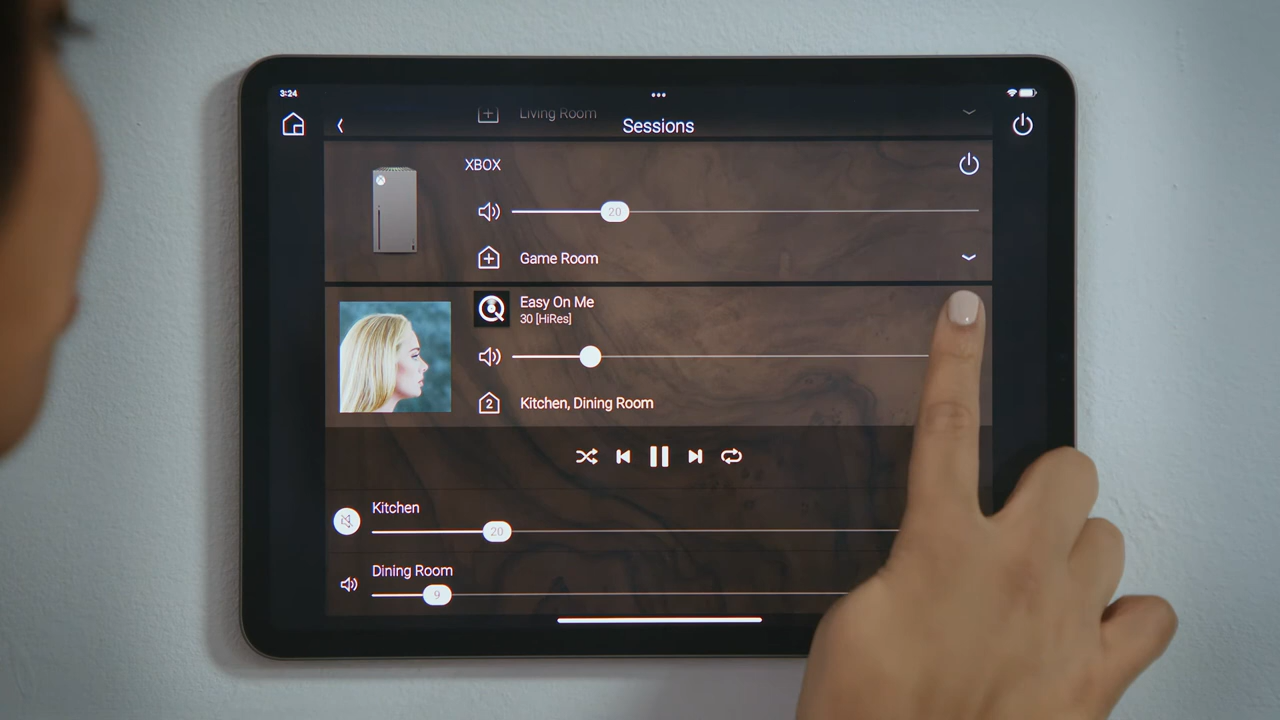 3:24
Living Room
Sessions
XBOX
20
Game Room
Easy On Me
30 [HiRes]
2
Kitchen, Dining Room
Kitchen
20
Dining Room
9